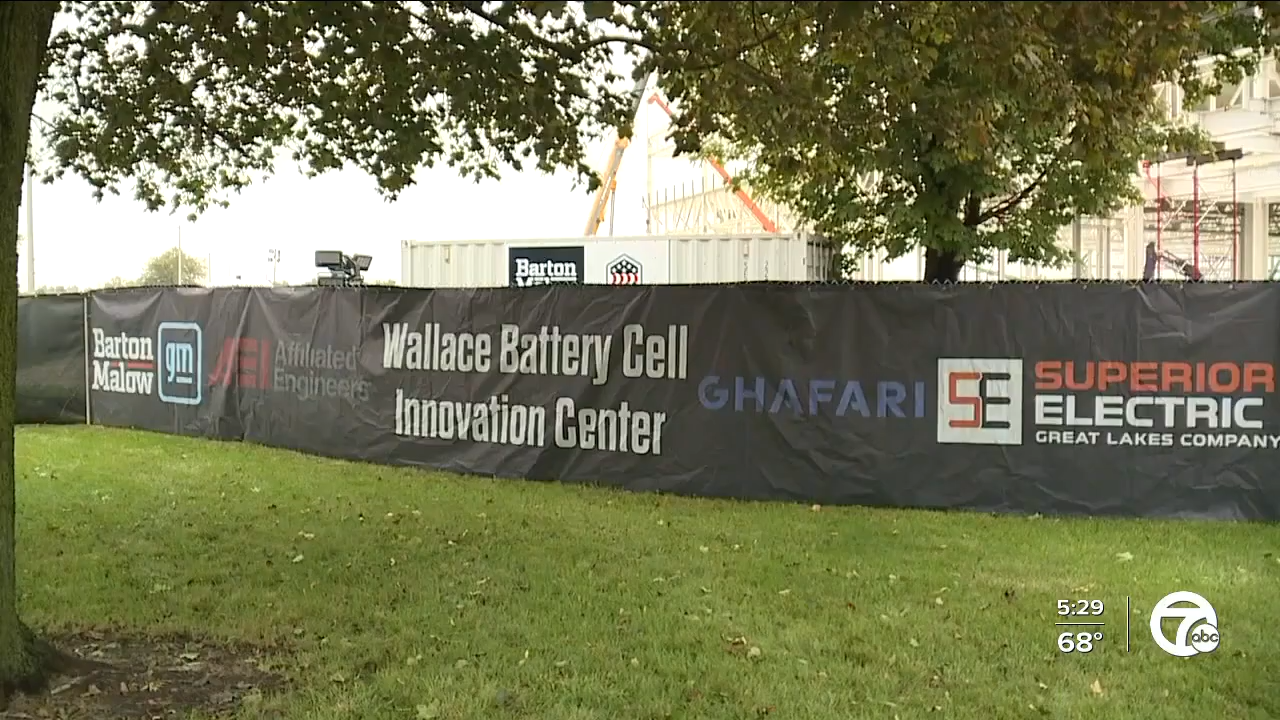 Barton
Barton
Malow
gm
AEI
Affiliated
Engineers
Wallace Battery Cell
Innovation Center
GHAFARI
SE
SUPERIOR
ELECTRIC
GREAT LAKES COMPANY
5:29
68°
7
abc